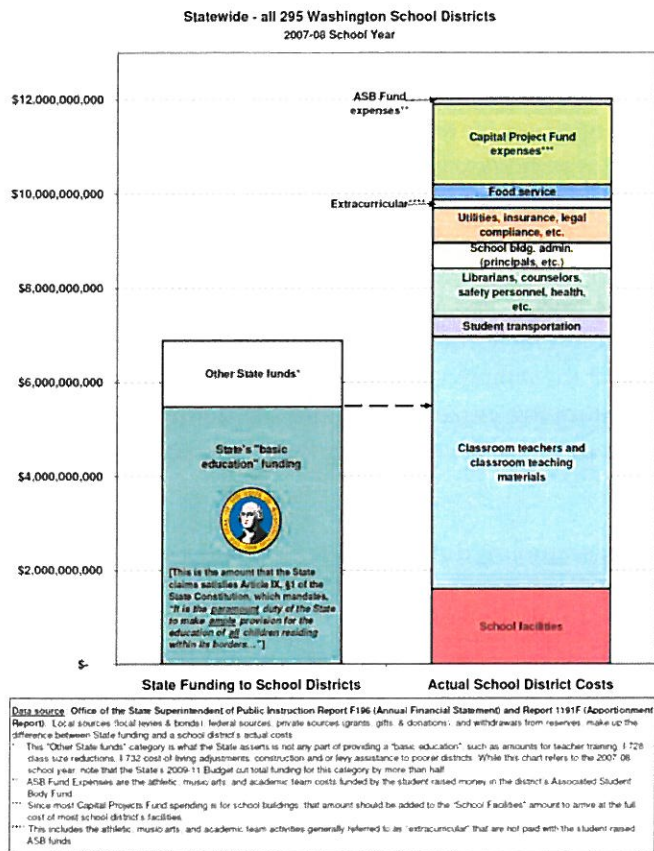 Statewide - all 295 Washington School Districts
2007-08 School Year
$12,000,000,000
$10,000,000,000
$8,000,000,000
$6,000,000,000
$4,000,000,000
$2,000,000,000
$-
Other State funds*
State's "basic
education" funding
[This is the amount that the State
claims satisfies Article IX, §1 of the
State Constitution, which mandates,
"It is the paramount duty of the State
to make ample provision for the
education of all children residing
within its borders..."]
State Funding to School Districts
ASB Fund
expenses**
Capital Project Fund
expenses***
Food service
Extracurricular****
Utilities, insurance, legal
compliance, etc.
School bldg. admin.
(principals, etc.)
Librarians, counselors,
safety personnel, health,
etc.
Student transportation
Classroom teachers and
classroom teaching
materials
School facilities
Actual School District Costs
Data source: Office of the State Superintendent of Public Instruction Report F196 (Annual Financial Statement) and Report 1191F (Apportionment
Report). Local sources (local levies & bonds), federal sources, private sources (grants, gifts, & donations), and withdrawals from reserves, make up the
difference between State funding and a school district's actual costs
* This "Other State funds" category is what the State asserts is not any part of providing a "basic education", such as amounts for teacher training, I 728
class size reductions, I 732 cost of living adjustments, construction and/or levy assistance to poorer districts. While this chart refers to the 2007-08
school year, note that the State's 2009-11 Budget cut total funding for this category by more than half
** ASB Fund Expenses are the athletic, music/arts, and academic team costs funded by the student raised money in the district's Associated Student
Body Fund
*** Since most Capital Projects Fund spending is for school buildings, that amount should be added to the "School Facilities" amount to arrive at the full
cost of most school district's facilities
**** This includes the athletic, music/arts, and academic team activities generally referred to as "extracurricular" that are not paid with the student raised
ASB funds